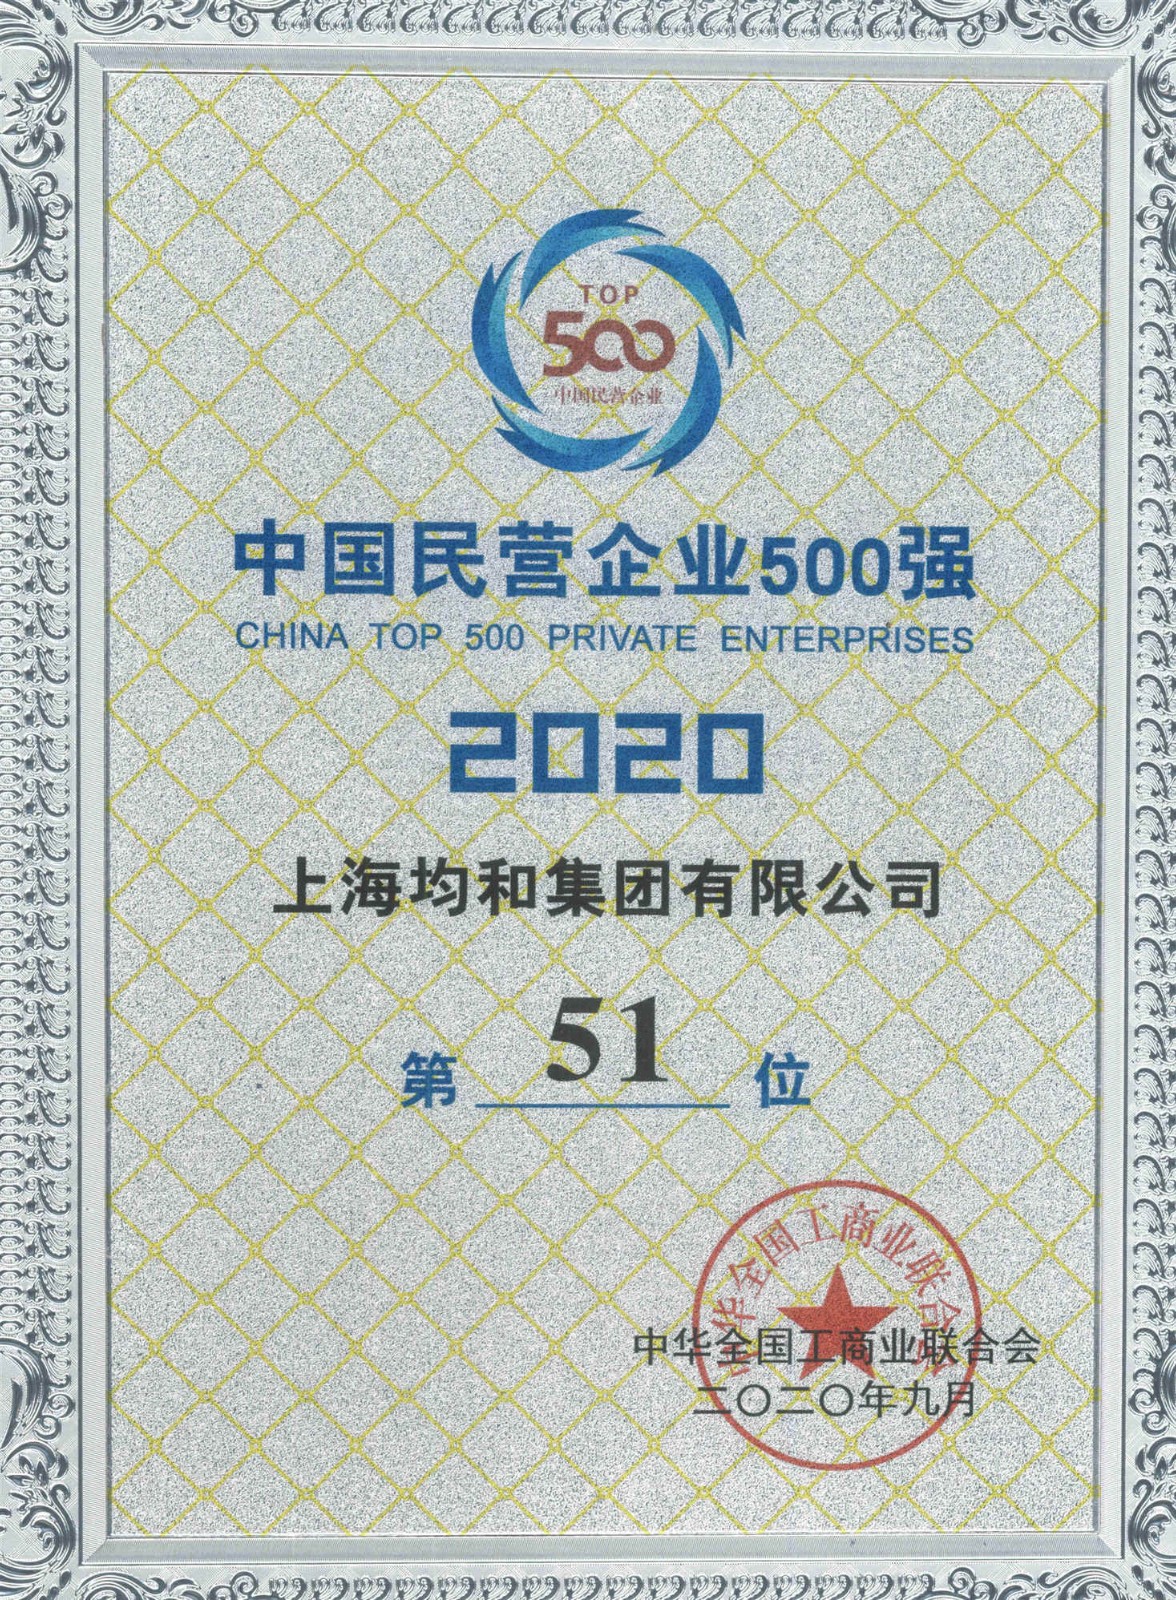 TOP
500
中国民营企业
中国民营企业500强
CHINA TOP 500 PRIVATE ENTERPRISES
2020
上海均和集团有限公司
第 51 位
中华全国工商业联合会
中华全国工商业联合会
二〇二〇年九月